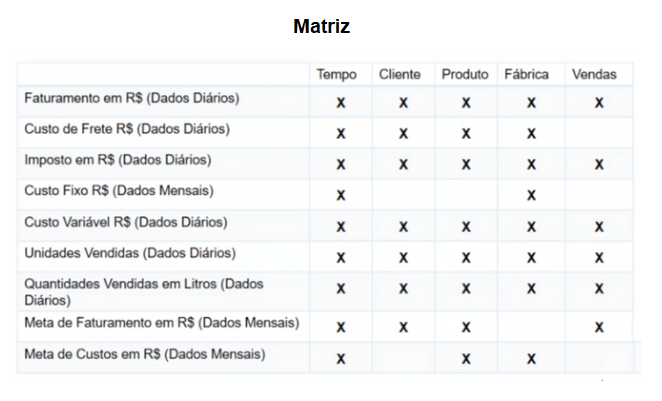 Matriz
Tempo Cliente Produto Fábrica Vendas
Faturamento em R$ (Dados Diários) X X X X X
Custo de Frete R$ (Dados Diários) X X X X
Imposto em R$ (Dados Diários) X X X X X
Custo Fixo R$ (Dados Mensais) X X
Custo Variável R$ (Dados Diários) X X X X X
Unidades Vendidas (Dados Diários) X X X X X
Quantidades Vendidas em Litros (Dados
Diários) X X X X X
Meta de Faturamento em R$ (Dados Mensais) X X X X
Meta de Custos em R$ (Dados Mensais) X X X